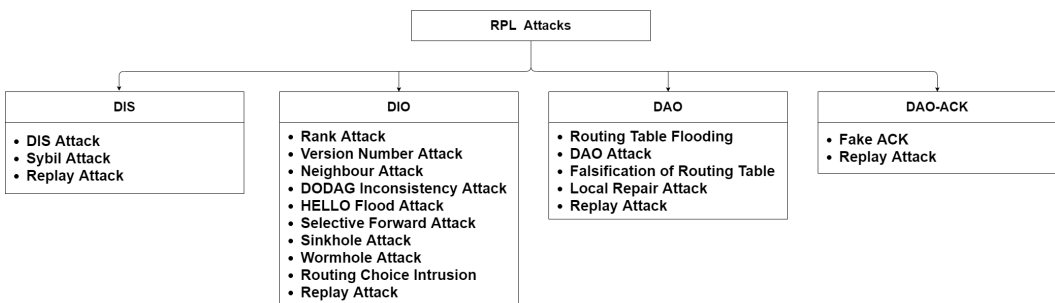 RPL Attacks
DIS
• DIS Attack
• Sybil Attack
• Replay Attack
DIO
• Rank Attack
• Version Number Attack
• Neighbour Attack
• DODAG Inconsistency Attack
• HELLO Flood Attack
• Selective Forward Attack
• Sinkhole Attack
• Wormhole Attack
• Routing Choice Intrusion
• Replay Attack
DAO
• Routing Table Flooding
• DAO Attack
• Falsification of Routing Table
• Local Repair Attack
• Replay Attack
DAO-ACK
• Fake ACK
• Replay Attack